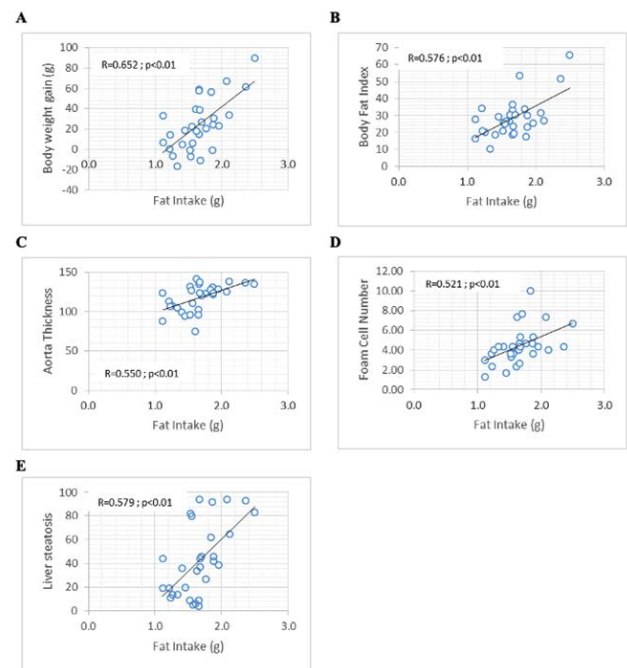 A
R=0.652 ; p<0.01
Body weight gain (g)
100
80
60
40
20
0
-20
-40
0.0 1.0 2.0 3.0
Fat Intake (g)
B
R=0.576 ; p<0.01
Body Fat Index
70
60
50
40
30
20
10
0
0.0 1.0 2.0 3.0
Fat Intake (g)
C
R=0.550 ; p<0.01
Aorta Thickness
150
100
50
0
0.0 1.0 2.0 3.0
Fat Intake (g)
D
R=0.521 ; p<0.01
Foam Cell Number
12.00
10.00
8.00
6.00
4.00
2.00
0.00
0.0 1.0 2.0 3.0
Fat Intake (g)
E
R=0.579 ; p<0.01
Liver steatosis
100
80
60
40
20
0
0.0 1.0 2.0 3.0
Fat Intake (g)